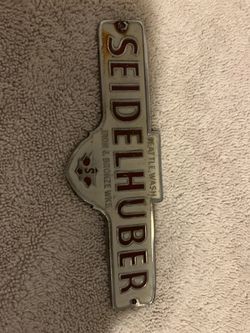 SEATTLE WASH.
SEIDELHUBER
IRON & BRONZE WKS.
S